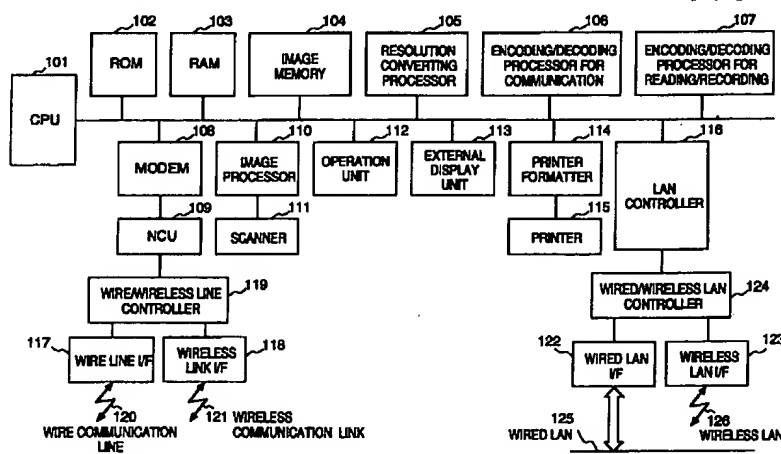 102
103
104
105
106
107
101
CPU
ROM
RAM
IMAGE
MEMORY
RESOLUTION
CONVERTING
PROCESSOR
ENCODING/DECODING
PROCESSOR FOR
COMMUNICATION
ENCODING/DECODING
PROCESSOR FOR
READING/RECORDING
108
110
112
113
114
116
MODEM
IMAGE
PROCESSOR
OPERATION
UNIT
EXTERNAL
DISPLAY
UNIT
PRINTER
FORMATTER
LAN
CONTROLLER
109
111
115
NCU
SCANNER
PRINTER
119
WIRE/WIRELESS LINE
CONTROLLER
124
WIRED/WIRELESS LAN
CONTROLLER
117
WIRE LINE I/F
118
WIRELESS
LINK I/F
122
WIRED LAN
I/F
123
WIRELESS
LAN I/F
120
WIRE COMMUNICATION
LINE
121
WIRELESS
COMMUNICATION LINK
125
WIRED LAN
126
WIRELESS LAN